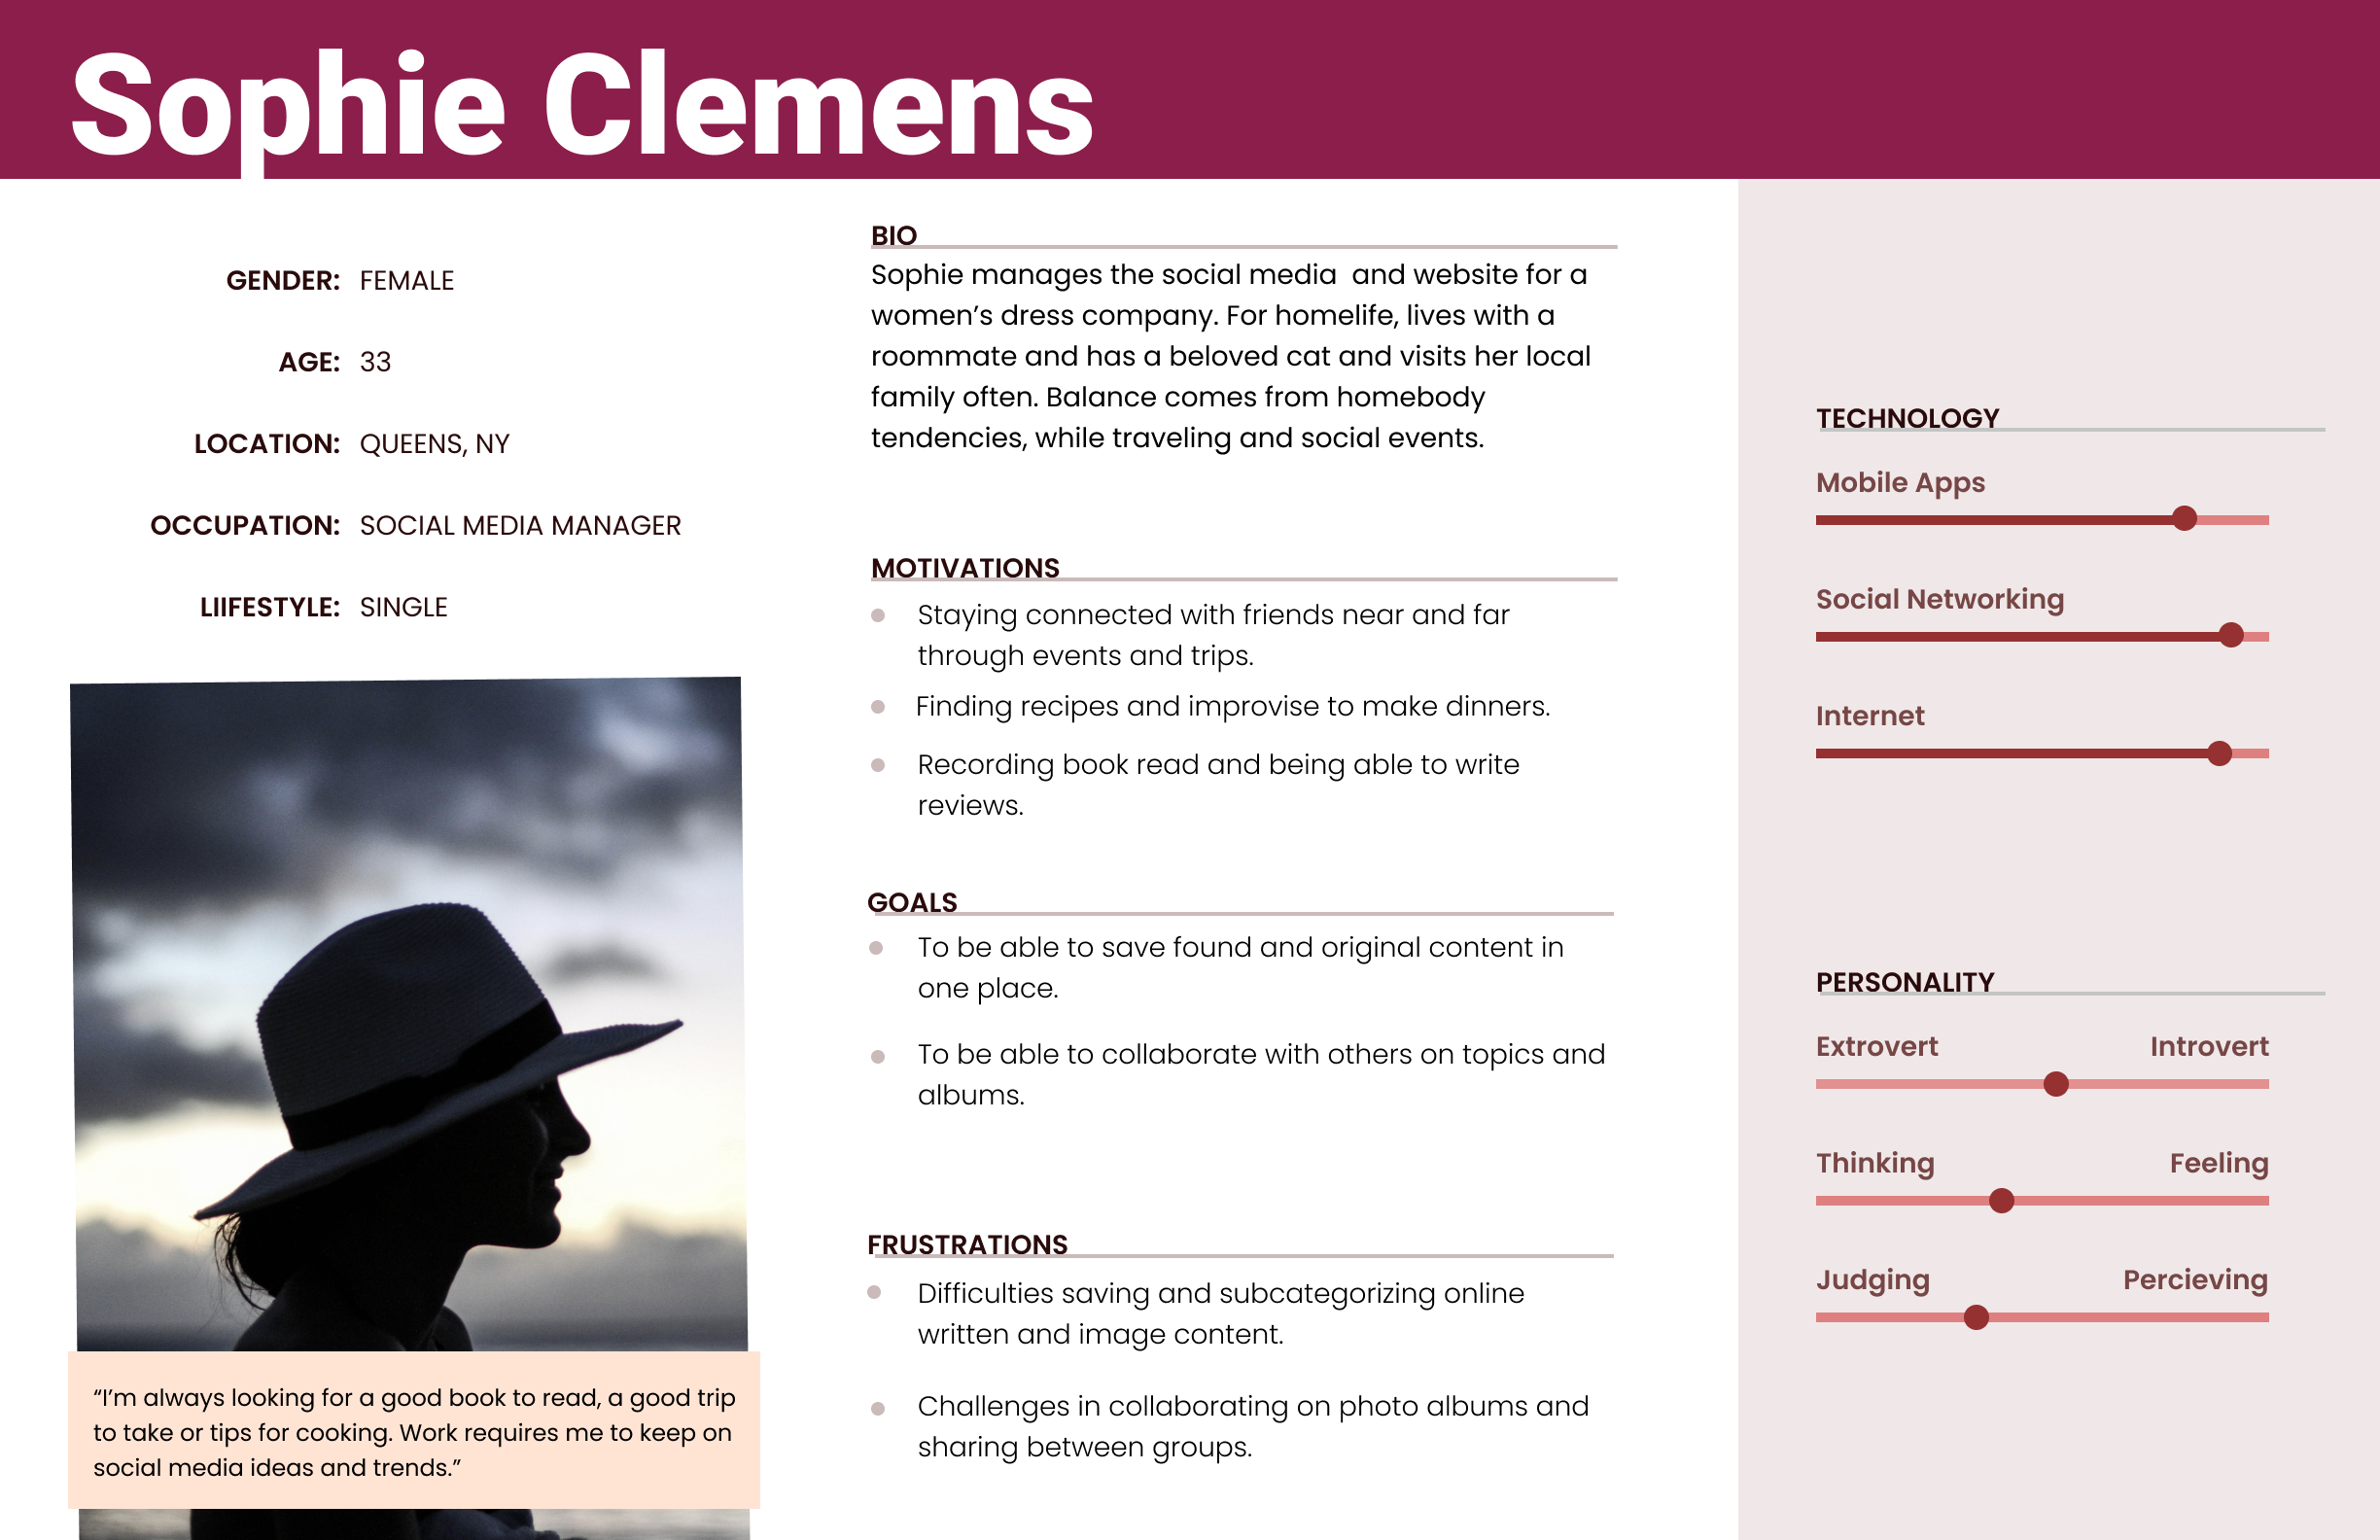 Sophie Clemens
GENDER: FEMALE
AGE: 33
LOCATION: QUEENS, NY
OCCUPATION: SOCIAL MEDIA MANAGER
LIIFESTYLE: SINGLE
“I’m always looking for a good book to read, a good trip
to take or tips for cooking. Work requires me to keep on
social media ideas and trends.”
BIO
Sophie manages the social media  and website for a
women’s dress company. For homelife, lives with a
roommate and has a beloved cat and visits her local
family often. Balance comes from homebody
tendencies, while traveling and social events.
MOTIVATIONS
Staying connected with friends near and far
through events and trips.
Finding recipes and improvise to make dinners.
Recording book read and being able to write
reviews.
GOALS
To be able to save found and original content in
one place.
To be able to collaborate with others on topics and
albums.
FRUSTRATIONS
Difficulties saving and subcategorizing online
written and image content.
Challenges in collaborating on photo albums and
sharing between groups.
TECHNOLOGY
Mobile Apps
Social Networking
Internet
PERSONALITY
Extrovert Introvert
Thinking Feeling
Judging Percieving